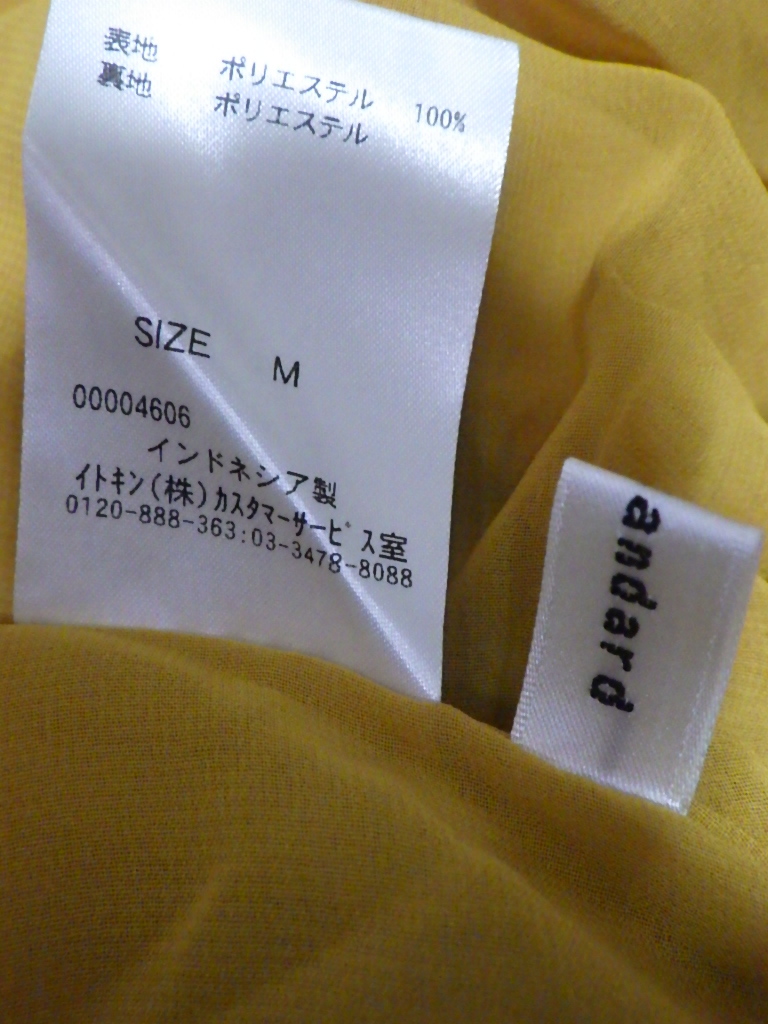 表地 ポリエステル 100%
裏地 ポリエステル
SIZE M
00004606
インドネシア製
イトキン(株)カスタマーサービス室
0120-888-363:03-3478-8088
andard